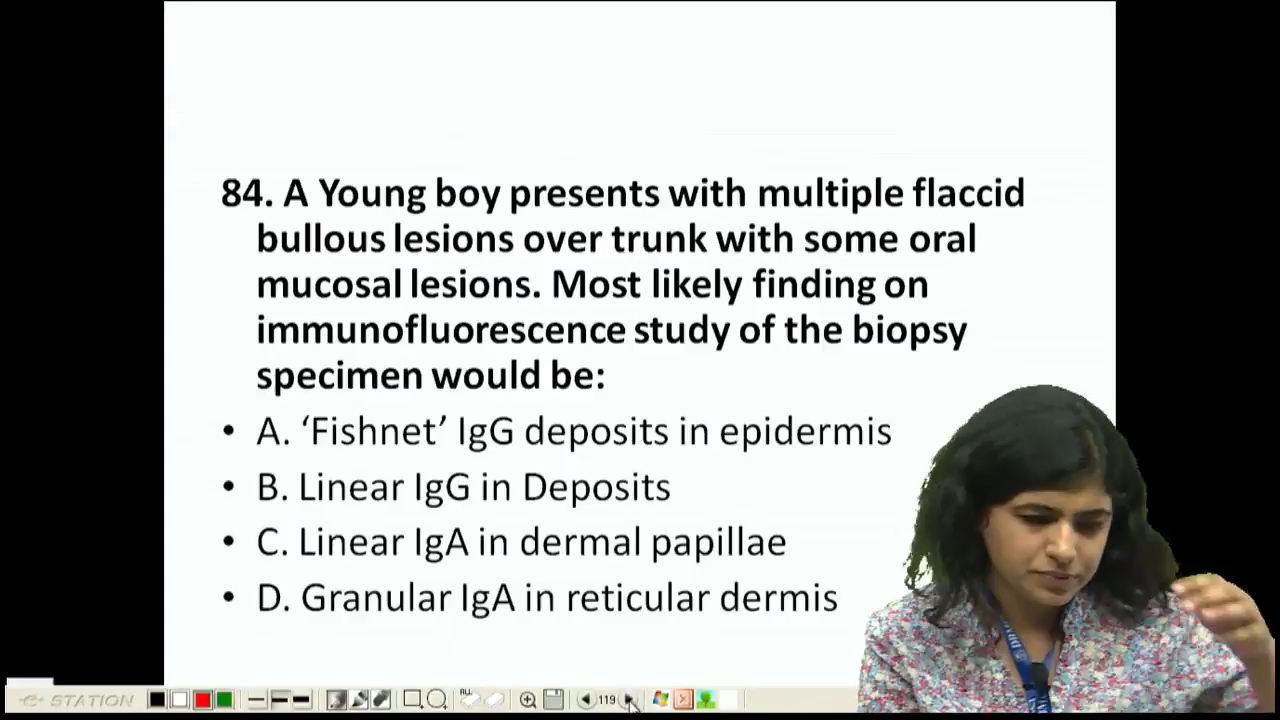 84. A Young boy presents with multiple flaccid
bullous lesions over trunk with some oral
mucosal lesions. Most likely finding on
immunofluorescence study of the biopsy
specimen would be:
• A. ‘Fishnet’ IgG deposits in epidermis
• B. Linear IgG in Deposits
• C. Linear IgA in dermal papillae
• D. Granular IgA in reticular dermis
STATION
ALL
119